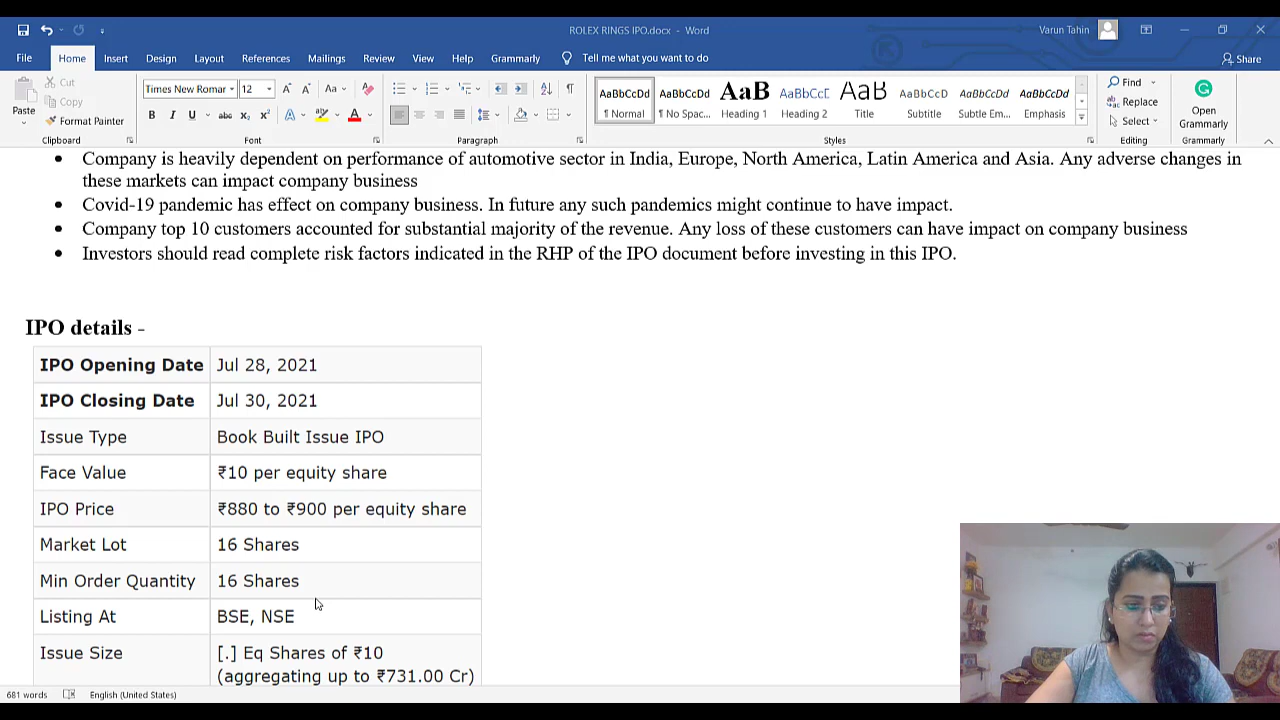 ROLEX RINGS IPO.docx - Word
Varun Tahin
File Home Insert Design Layout References Mailings Review View Help Grammarly Tell me what you want to do Share
Paste
Cut
Copy
Format Painter
Clipboard
Times New Romar 12
Aa
B I U abc X₂ X² A A
Font
Paragraph
AaBbCcDd ¶ Normal
AaBbCcDd ¶ No Spac...
AaB Heading 1
AaBbCcC Heading 2
AaB Title
AaBbCcD Subtitle
AaBbCcDd Subtle Em...
AaBbCcDd Emphasis
Styles
Find
Replace
Select
Editing
Open
Grammarly
Grammarly
• Company is heavily dependent on performance of automotive sector in India, Europe, North America, Latin America and Asia. Any adverse changes in
these markets can impact company business
• Covid-19 pandemic has effect on company business. In future any such pandemics might continue to have impact.
• Company top 10 customers accounted for substantial majority of the revenue. Any loss of these customers can have impact on company business
• Investors should read complete risk factors indicated in the RHP of the IPO document before investing in this IPO.
IPO details -
IPO Opening Date Jul 28, 2021
IPO Closing Date Jul 30, 2021
Issue Type Book Built Issue IPO
Face Value ₹10 per equity share
IPO Price ₹880 to ₹900 per equity share
Market Lot 16 Shares
Min Order Quantity 16 Shares
Listing At BSE, NSE
Issue Size [.] Eq Shares of ₹10
(aggregating up to ₹731.00 Cr)
681 words English (United States)